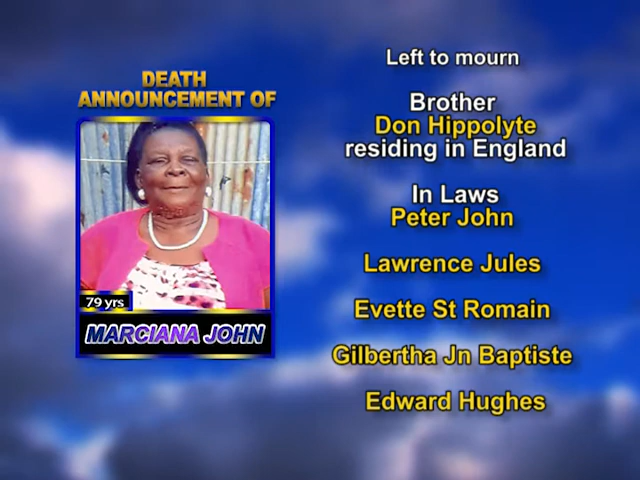 DEATH
ANNOUNCEMENT OF
79 yrs
MARCIANA JOHN
Left to mourn
Brother
Don Hippolyte
residing in England
In Laws
Peter John
Lawrence Jules
Evette St Romain
Gilbertha Jn Baptiste
Edward Hughes